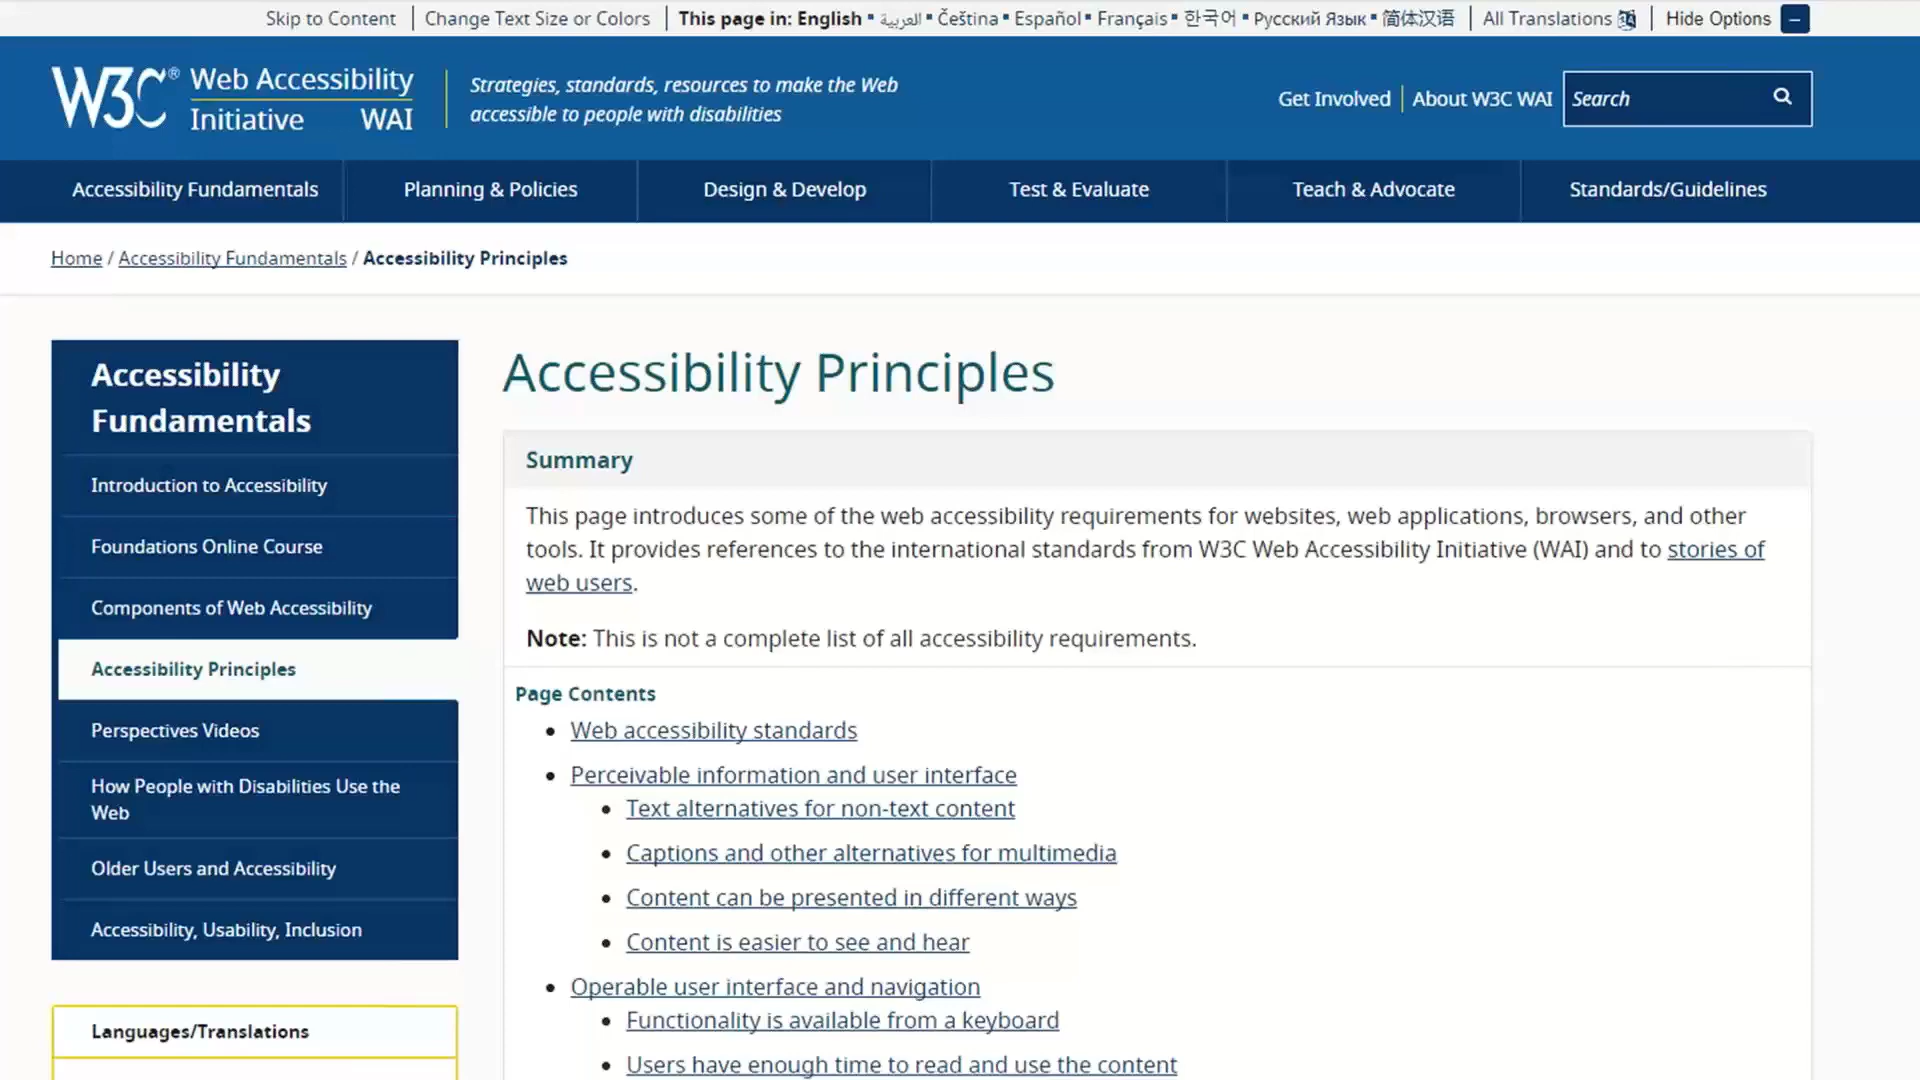 Skip to Content Change Text Size or Colors This page in: English ▪ العربية ▪ Čeština ▪ Español ▪ Français ▪ 한국어 ▪ Русский Язык ▪ 简体汉语 All Translations Hide Options
W3C® Web Accessibility Initiative WAI
Strategies, standards, resources to make the Web
accessible to people with disabilities
Get Involved About W3C WAI Search
Accessibility Fundamentals Planning & Policies Design & Develop Test & Evaluate Teach & Advocate Standards/Guidelines
Home / Accessibility Fundamentals / Accessibility Principles
Accessibility
Fundamentals
Introduction to Accessibility
Foundations Online Course
Components of Web Accessibility
Accessibility Principles
Perspectives Videos
How People with Disabilities Use the
Web
Older Users and Accessibility
Accessibility, Usability, Inclusion
Languages/Translations
Accessibility Principles
Summary
This page introduces some of the web accessibility requirements for websites, web applications, browsers, and other
tools. It provides references to the international standards from W3C Web Accessibility Initiative (WAI) and to stories of
web users.
Note: This is not a complete list of all accessibility requirements.
Page Contents
• Web accessibility standards
• Perceivable information and user interface
• Text alternatives for non-text content
• Captions and other alternatives for multimedia
• Content can be presented in different ways
• Content is easier to see and hear
• Operable user interface and navigation
• Functionality is available from a keyboard
• Users have enough time to read and use the content